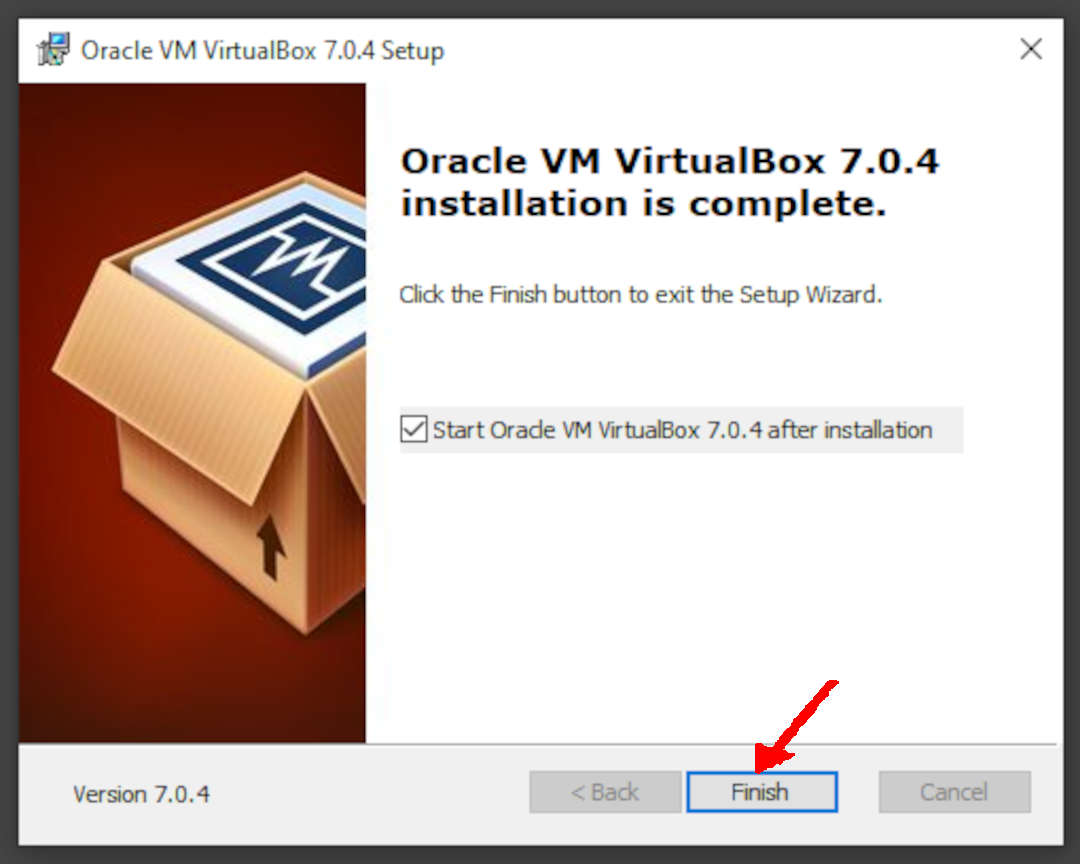 Oracle VM VirtualBox 7.0.4 Setup
Oracle VM VirtualBox 7.0.4
installation is complete.
Click the Finish button to exit the Setup Wizard.
Start Oracle VM VirtualBox 7.0.4 after installation
Version 7.0.4
< Back
Finish
Cancel